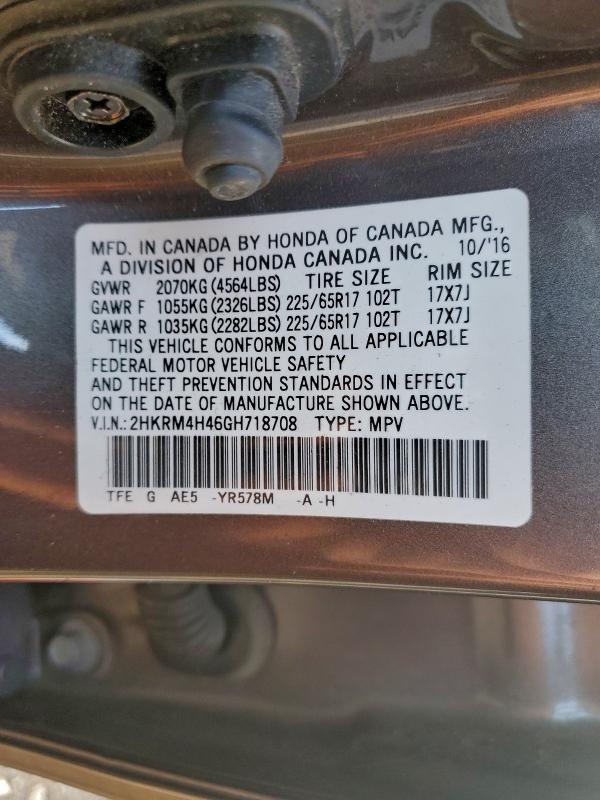 MFD. IN CANADA BY HONDA OF CANADA MFG.,
A DIVISION OF HONDA CANADA INC. 10/'16
GVWR 2070KG(4564LBS) TIRE SIZE RIM SIZE
GAWR F 1055KG(2326LBS) 225/65R17 102T 17X7J
GAWR R 1035KG(2282LBS) 225/65R17 102T 17X7J
THIS VEHICLE CONFORMS TO ALL APPLICABLE
FEDERAL MOTOR VEHICLE SAFETY
AND THEFT PREVENTION STANDARDS IN EFFECT
ON THE DATE OF MANUFACTURE SHOWN ABOVE.
V.I.N.: 2HKRM4H46GH718708 TYPE: MPV
TFE G AE5 -YR578M -A -H